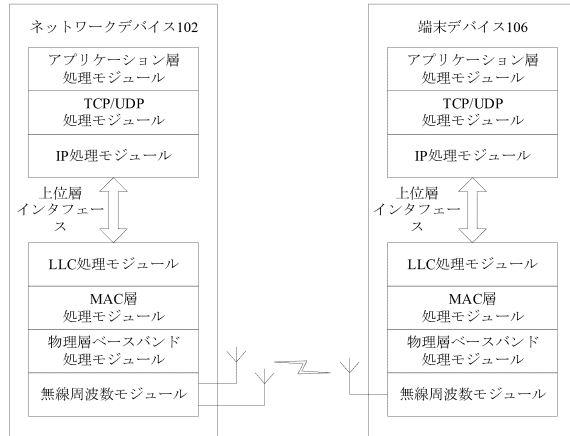 ネットワークデバイス102
アプリケーション層
処理モジュール
TCP/UDP
処理モジュール
IP処理モジュール
上位層
インタフェー
ス
LLC処理モジュール
MAC層
処理モジュール
物理層ベースバンド
処理モジュール
無線周波数モジュール
端末デバイス106
アプリケーション層
処理モジュール
TCP/UDP
処理モジュール
IP処理モジュール
上位層
インタフェー
ス
LLC処理モジュール
MAC層
処理モジュール
物理層ベースバンド
処理モジュール
無線周波数モジュール